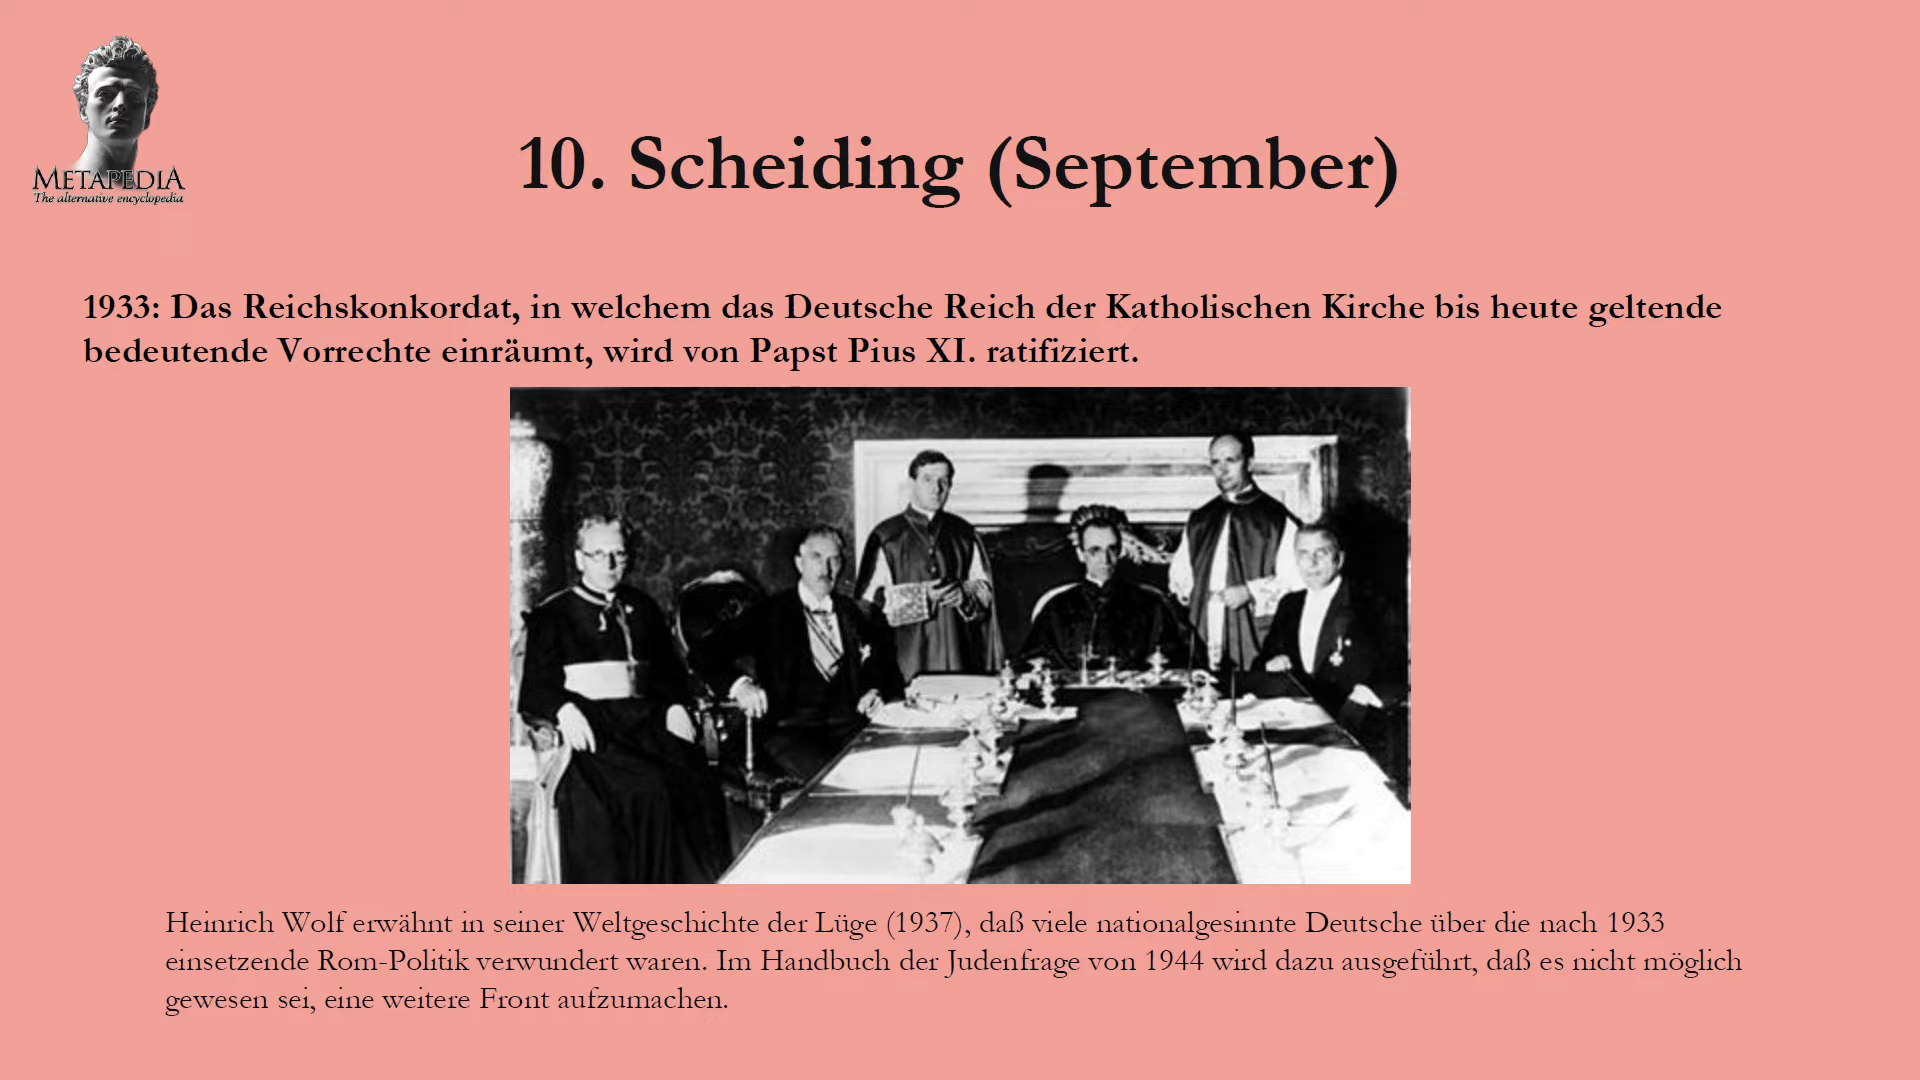 METAPEDIA
The alternative encyclopedia
10. Scheiding (September)
1933: Das Reichskonkordat, in welchem das Deutsche Reich der Katholischen Kirche bis heute geltende
bedeutende Vorrechte einräumt, wird von Papst Pius XI. ratifiziert.
Heinrich Wolf erwähnt in seiner Weltgeschichte der Lüge (1937), daß viele nationalgesinnte Deutsche über die nach 1933
einsetzende Rom-Politik verwundert waren. Im Handbuch der Judenfrage von 1944 wird dazu ausgeführt, daß es nicht möglich
gewesen sei, eine weitere Front aufzumachen.